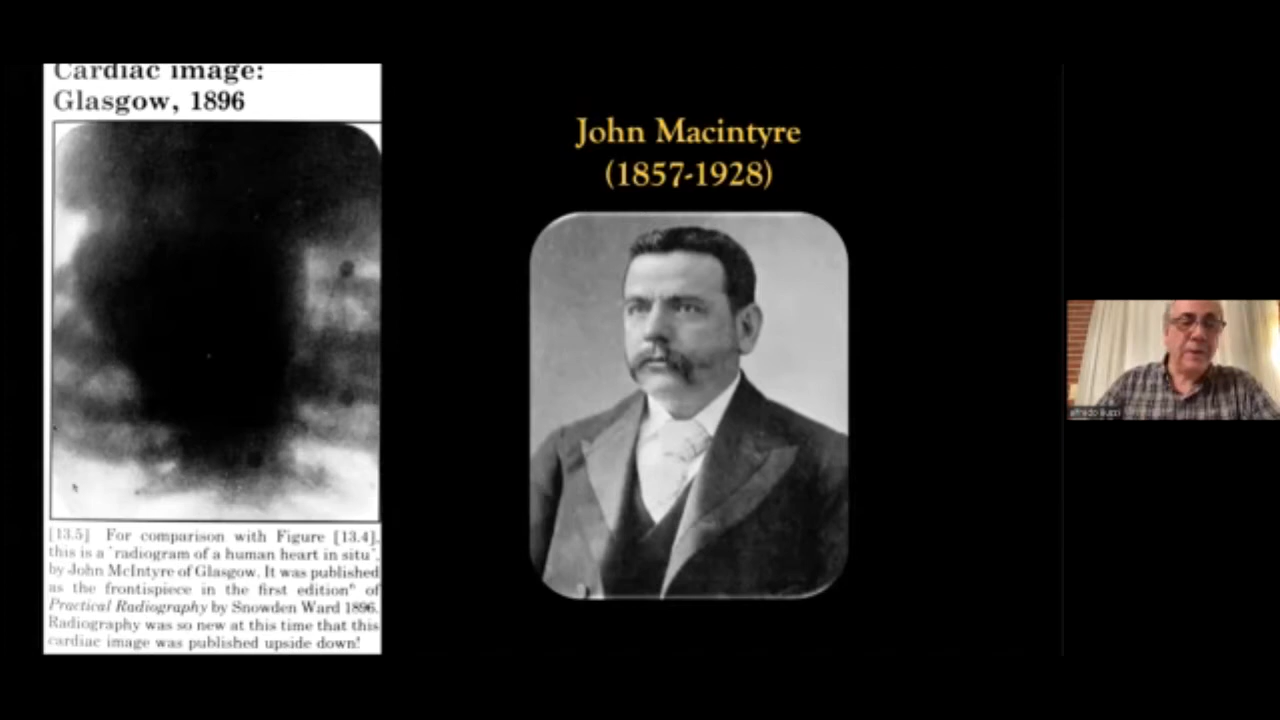 Cardiac image:
Glasgow, 1896
[13.5] For comparison with Figure [13.4],
this is a 'radiogram of a human heart in situ',
by John McIntyre of Glasgow. It was published
as the frontispiece in the first edition of
Practical Radiography by Snowden Ward 1896.
Radiography was so new at this time that this
cardiac image was published upside down!
John Macintyre
(1857-1928)
alfredo Buzzi